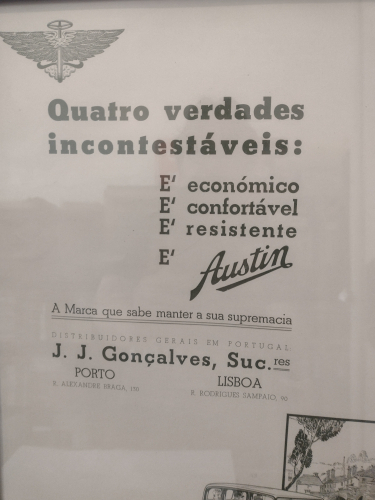 Quatro verdades
incontestáveis:
E' económico
E' confortável
E' resistente
E' Austin
A Marca que sabe manter a sua supremacia
DISTRIBUIDORES GERAIS EM PORTUGAL
J. J. Gonçalves, Suc.res
PORTO LISBOA
R. ALEXANDRE BRAGA, R. RODRIGUES SAMPAIO, 90